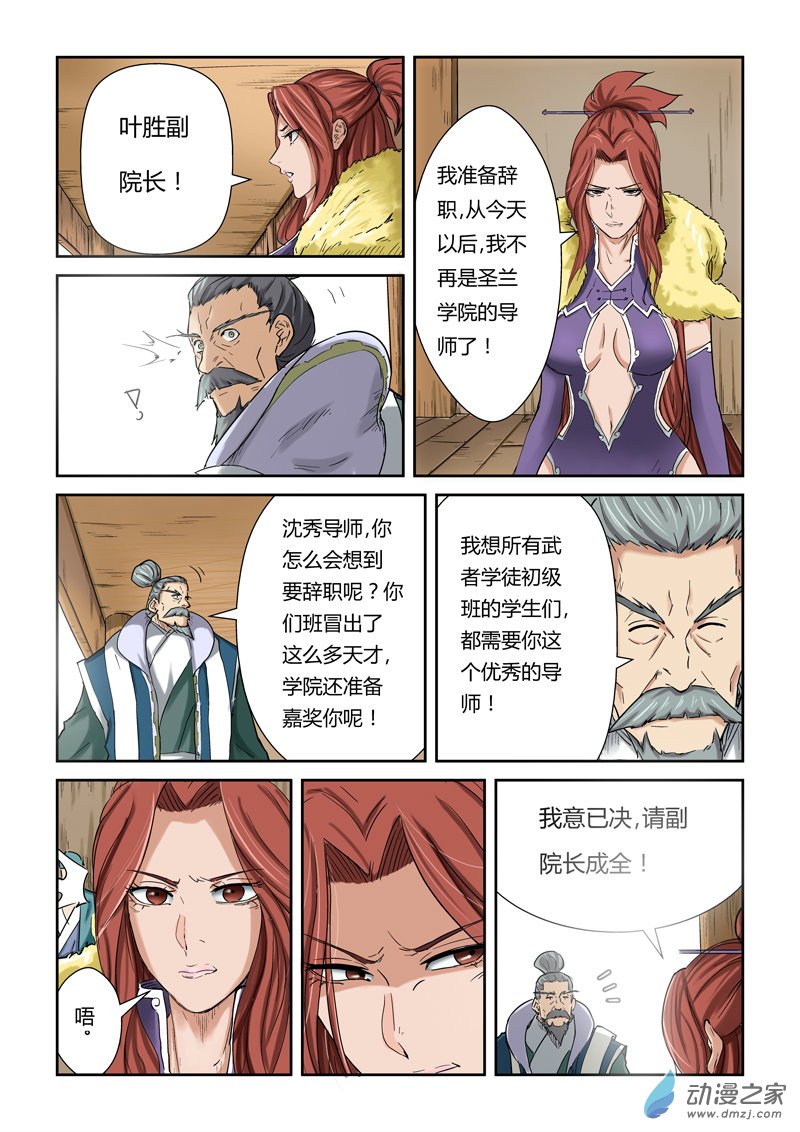 叶胜副
院长！
我准备辞
职，从今天
以后，我不
再是圣兰
学院的导
师了！
沈秀导师，你
怎么会想到
要辞职呢？你
们班冒出了
这么多天才，
学院还准备
嘉奖你呢！
我想所有武
者学徒初级
班的学生们，
都需要你这
个优秀的导
师！
唔。
我意已决，请副
院长成全！
动漫之家
www.dmzj.com